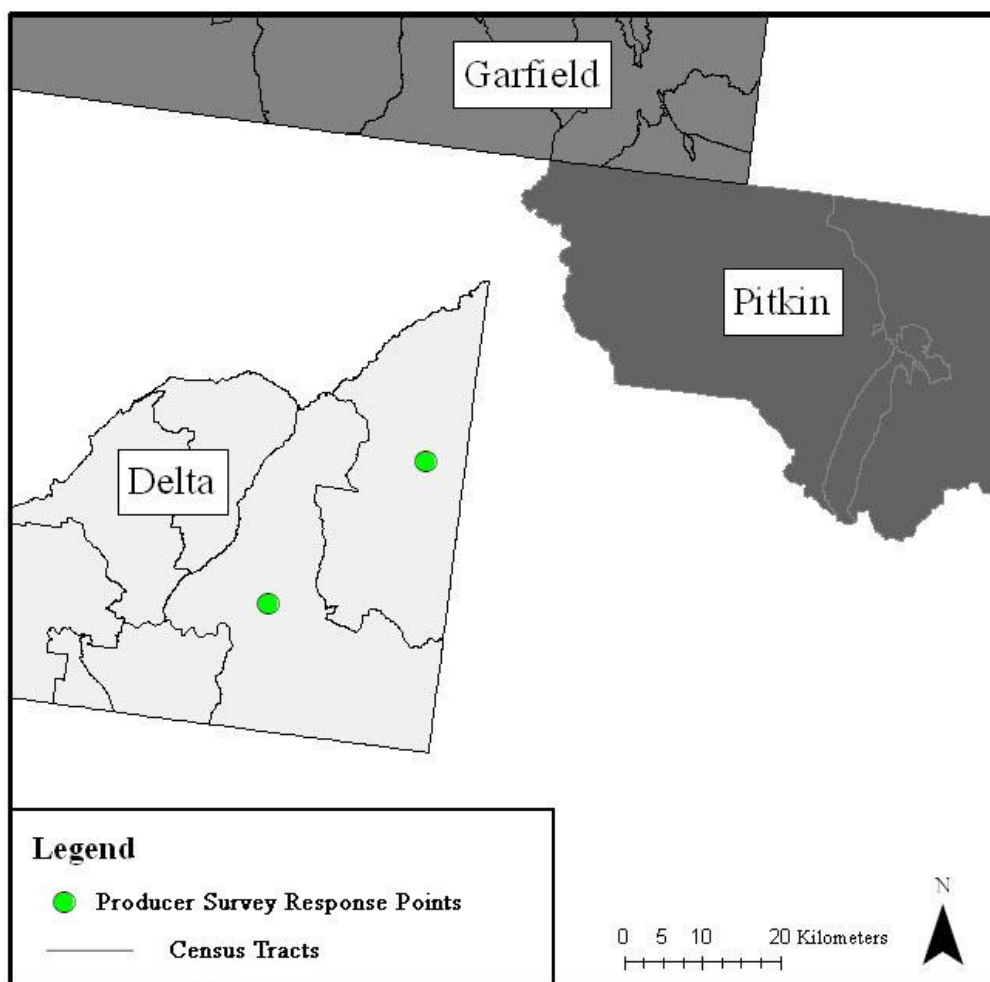 Garfield
Pitkin
Delta
Legend
Producer Survey Response Points
Census Tracts
0 5 10 20 Kilometers
N